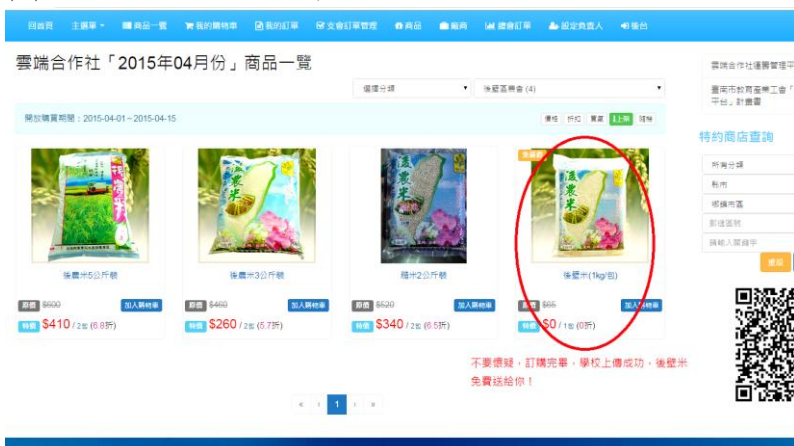 回首頁 主選單 商品一覽 我的購物車 我的訂單 支會訂單管理 商品 廠商 總會訂單 設定負責人 後台
雲端合作社「2015年04月份」商品一覽
選擇分類 後壁區農會 (4)
開放購買期間：2015-04-01 ~ 2015-04-15
價格 折扣 賣家 上架 隨機
後農米5公斤裝 後農米3公斤裝 糙米2公斤裝 後壁米(1kg/包)
原價 $600 加入購物車 原價 $460 加入購物車 原價 $520 加入購物車 原價 $65 加入購物車
特價 $410 / 2包 (6.8折) 特價 $260 / 2包 (5.7折) 特價 $340 / 2包 (6.5折) 特價 $0 / 1包 (0折)
不要懷疑，訂購完畢，學校上傳成功，後壁米
免費送給你！
« ‹ 1 › »
雲端合作社運費管理平
臺南市教育產業工會「
平台」計畫書
特約商店查詢
所有分類
縣市
鄉鎮市區
郵遞區號
請輸入關鍵字